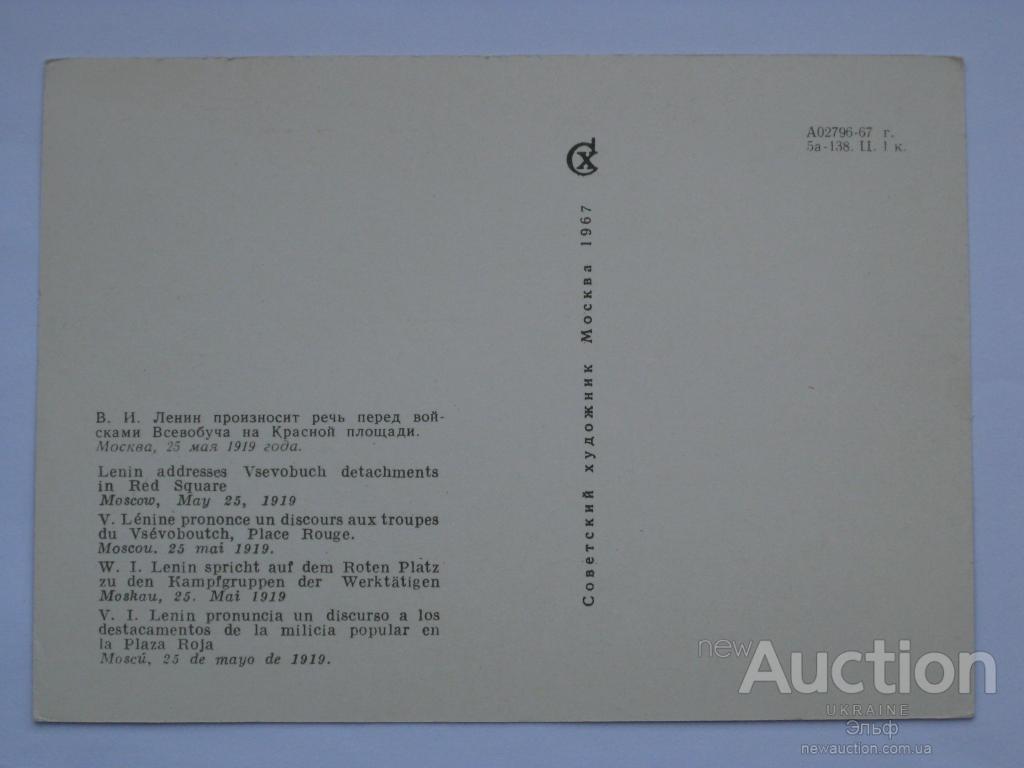 А02796-67 г.
5а-138. Ц. 1 к.
СХ
Советский художник Москва 1967
В. И. Ленин произносит речь перед вой-
сками Всевобуча на Красной площади.
Москва, 25 мая 1919 года.
Lenin addresses Vsevobuch detachments
in Red Square
Moscow, May 25, 1919
V. Lénine prononce un discours aux troupes
du Vsévoboutch, Place Rouge.
Moscou. 25 mai 1919.
W. I. Lenin spricht auf dem Roten Platz
zu den Kampfgruppen der Werktätigen
Moskau, 25. Mai 1919
V. I. Lenin pronuncia un discurso a los
destacamentos de la milicia popular en
la Plaza Roja
Moscú, 25 de mayo de 1919.
newAuction
UKRAINE
Эльф
newauction.com.ua